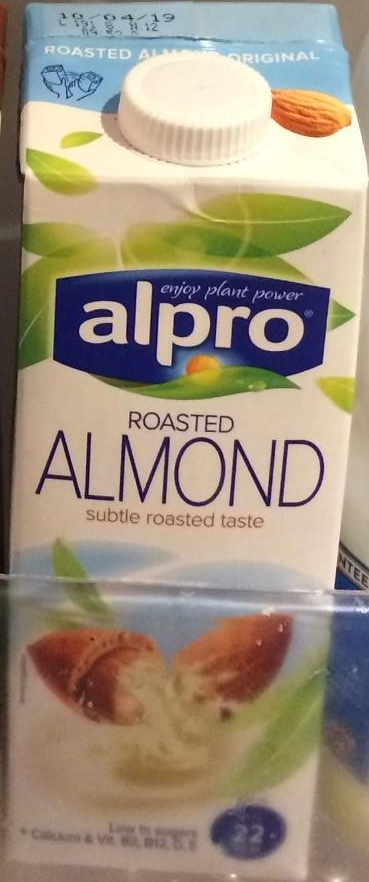 10/04/19
ROASTED ALMOND ORIGINAL
enjoy plant power
alpro®
ROASTED
ALMOND
subtle roasted taste
NTEE
Low in sugars
+ Calcium & Vit. B2, B12, D, E
22